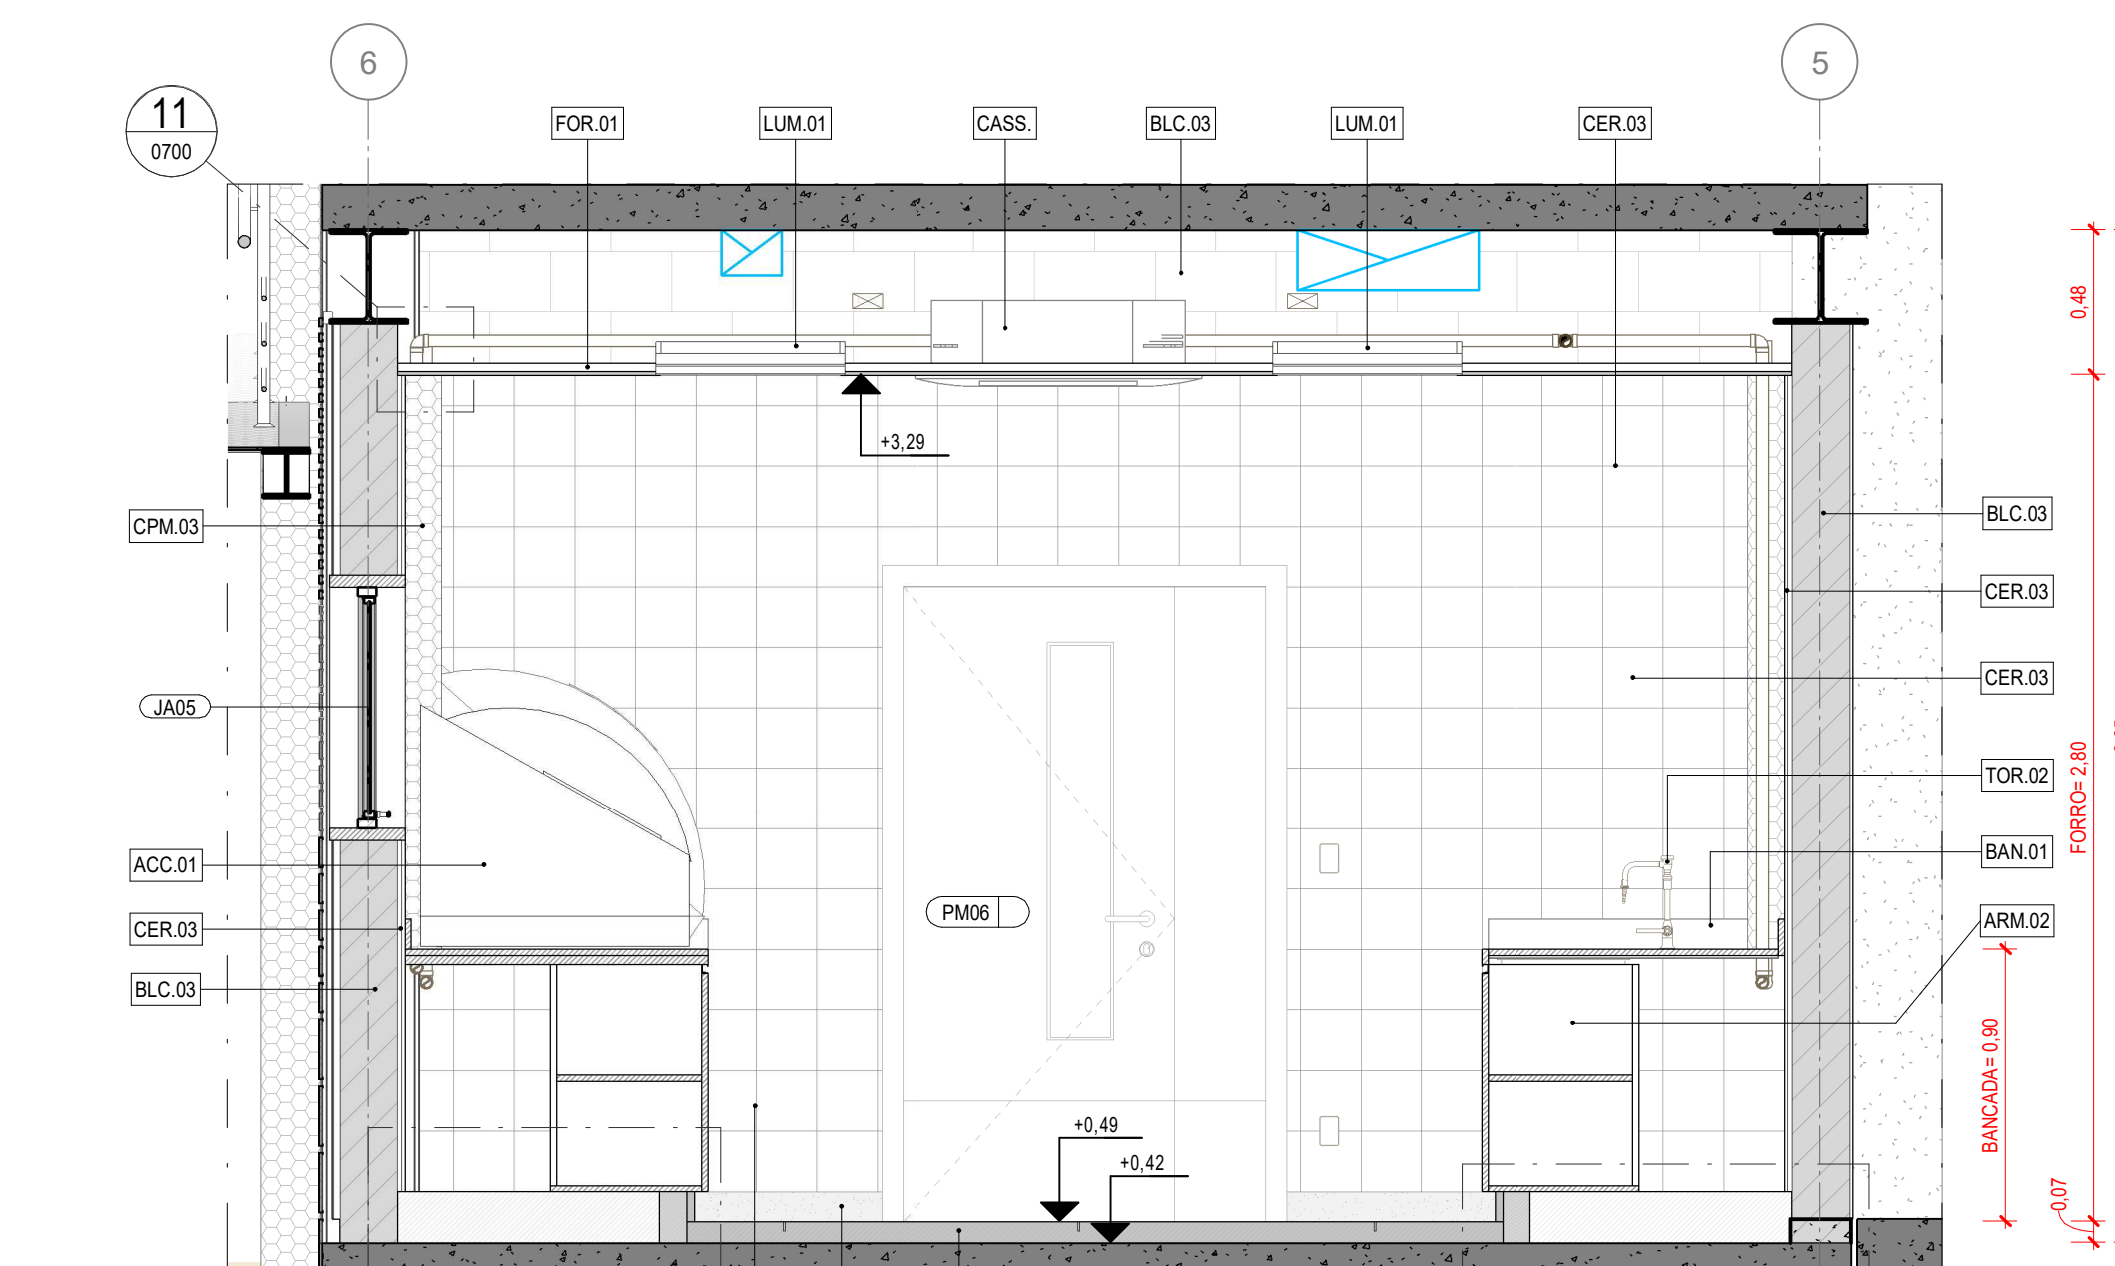 6
5
11
0700
FOR.01
LUM.01
CASS.
BLC.03
LUM.01
CER.03
0,48
+3,29
CPM.03
BLC.03
CER.03
JA05
CER.03
FORRO= 2,80
TOR.02
ACC.01
BAN.01
PM06
CER.03
ARM.02
BLC.03
BANCADA= 0,90
+0,49
+0,42
0,07